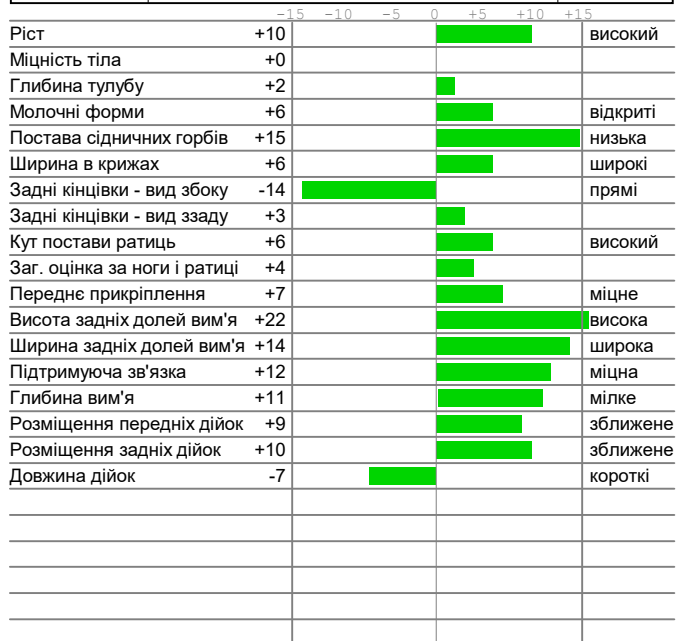 -15 -10 -5 0 +5 +10 +15
Ріст +10 високий
Міцність тіла +0
Глибина тулубу +2
Молочні форми +6 відкриті
Постава сідничних горбів +15 низька
Ширина в крижах +6 широкі
Задні кінцівки - вид збоку -14 прямі
Задні кінцівки - вид ззаду +3
Кут постави ратиць +6 високий
Заг. оцінка за ноги і ратиці +4
Переднє прикріплення +7 міцне
Висота задніх долей вим'я +22 висока
Ширина задніх долей вим'я +14 широка
Підтримуюча зв'язка +12 міцна
Глибина вим'я +11 мілке
Розміщення передніх дійок +9 зближене
Розміщення задніх дійок +10 зближене
Довжина дійок -7 короткі